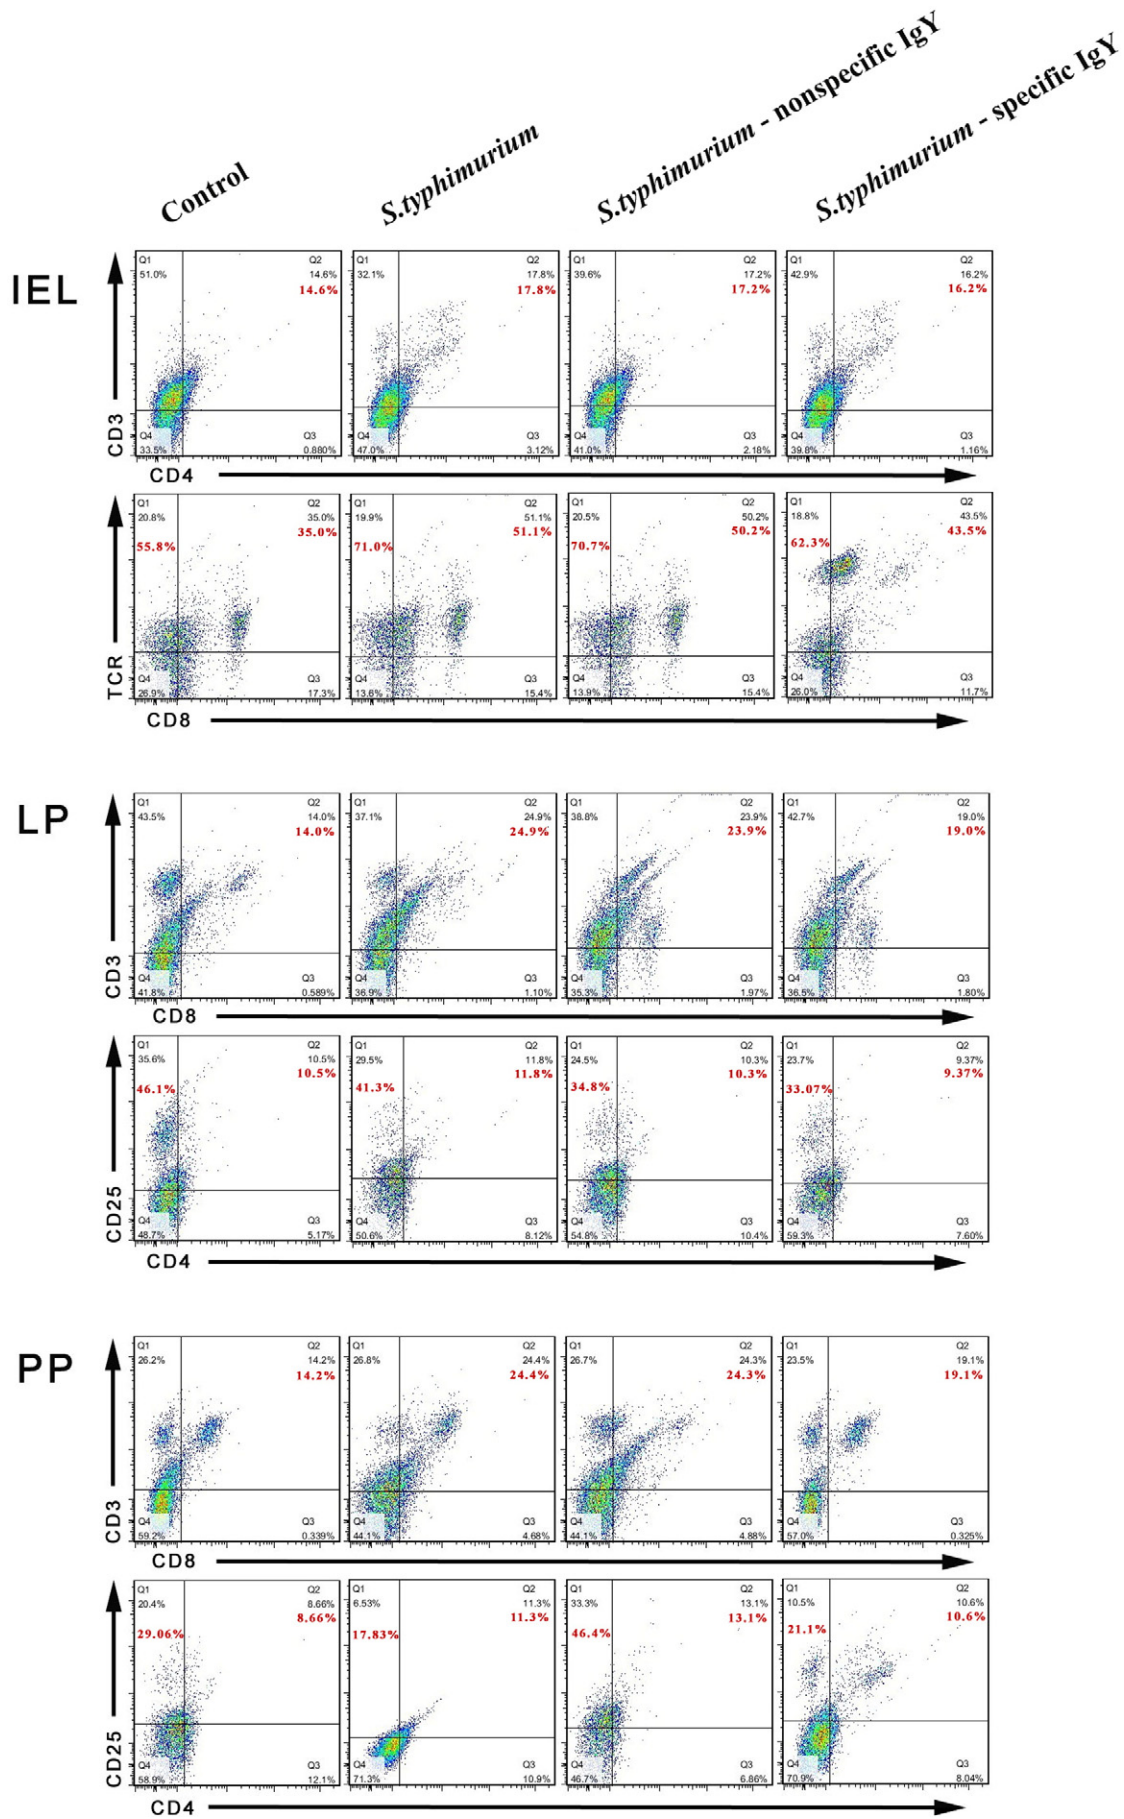 Control
S.typhimurium
S.typhimurium - nonspecific IgY
S.typhimurium - specific IgY
IEL
CD3
Q1 51.0%
Q2 14.6%
14.6%
Q4 33.5%
Q3 0.880%
Q1 32.1%
Q2 17.8%
17.8%
Q4 47.0%
Q3 3.12%
Q1 39.6%
Q2 17.2%
17.2%
Q4 41.0%
Q3 2.18%
Q1 42.9%
Q2 16.2%
16.2%
Q4 39.8%
Q3 1.16%
CD4
TCR
Q1 20.8%
Q2 35.0%
55.8%
35.0%
Q4 26.9%
Q3 17.3%
Q1 19.9%
Q2 51.1%
71.0%
51.1%
Q4 13.6%
Q3 15.4%
Q1 20.5%
Q2 50.2%
70.7%
50.2%
Q4 13.9%
Q3 15.4%
Q1 18.8%
Q2 43.5%
62.3%
43.5%
Q4 26.0%
Q3 11.7%
CD8
LP
CD3
Q1 43.5%
Q2 14.0%
14.0%
Q4 41.8%
Q3 0.589%
Q1 37.1%
Q2 24.9%
24.9%
Q4 36.9%
Q3 1.10%
Q1 38.8%
Q2 23.9%
23.9%
Q4 35.3%
Q3 1.97%
Q1 42.7%
Q2 19.0%
19.0%
Q4 36.5%
Q3 1.80%
CD8
CD25
Q1 35.6%
Q2 10.5%
46.1%
10.5%
Q4 48.7%
Q3 5.17%
Q1 29.5%
Q2 11.8%
41.3%
11.8%
Q4 50.6%
Q3 8.12%
Q1 24.5%
Q2 10.3%
34.8%
10.3%
Q4 54.8%
Q3 10.4%
Q1 23.7%
Q2 9.37%
33.07%
9.37%
Q4 59.3%
Q3 7.60%
CD4
PP
CD3
Q1 26.2%
Q2 14.2%
14.2%
Q4 59.2%
Q3 0.339%
Q1 26.8%
Q2 24.4%
24.4%
Q4 44.1%
Q3 4.68%
Q1 26.7%
Q2 24.3%
24.3%
Q4 44.1%
Q3 4.88%
Q1 23.5%
Q2 19.1%
19.1%
Q4 57.0%
Q3 0.325%
CD8
CD25
Q1 20.4%
Q2 8.66%
29.06%
8.66%
Q4 58.9%
Q3 12.1%
Q1 6.53%
Q2 11.3%
17.83%
11.3%
Q4 71.3%
Q3 10.9%
Q1 33.3%
Q2 13.1%
46.4%
13.1%
Q4 46.7%
Q3 6.86%
Q1 10.5%
Q2 10.6%
21.1%
10.6%
Q4 70.9%
Q3 8.04%
CD4